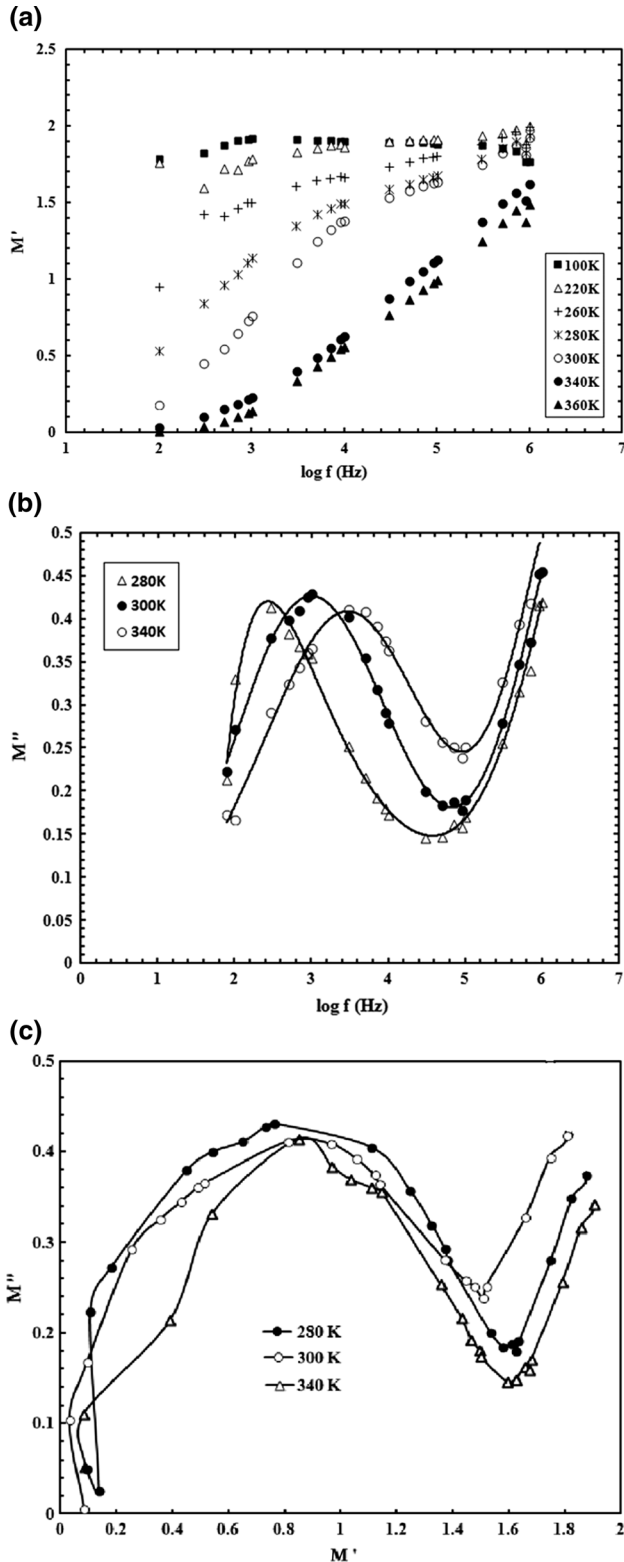 (a)
2.5
2
1.5
1
0.5
0
M'
1 2 3 4 5 6 7
log f (Hz)
100K
220K
260K
280K
300K
340K
360K
(b)
0.5
0.45
0.4
0.35
0.3
0.25
0.2
0.15
0.1
0.05
0
M"
0 1 2 3 4 5 6 7
log f (Hz)
280K
300K
340K
(c)
0.5
0.4
0.3
0.2
0.1
0
M"
0 0.2 0.4 0.6 0.8 1 1.2 1.4 1.6 1.8 2
M '
280 K
300 K
340 K